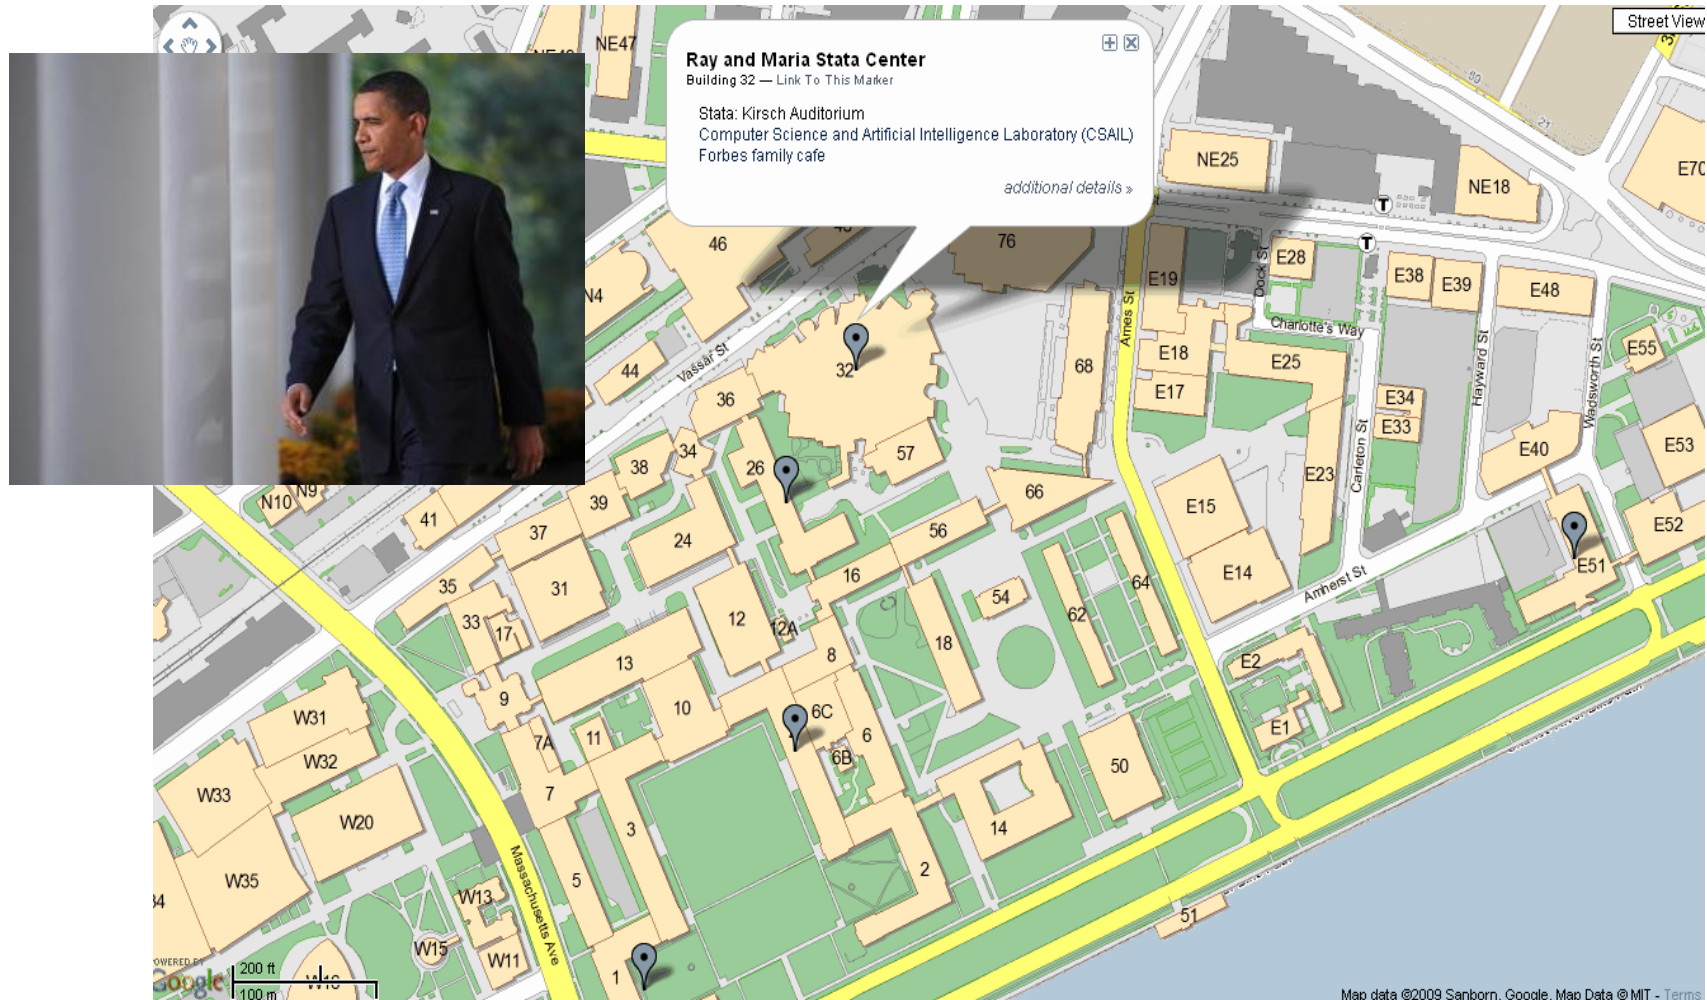 Street View
Ray and Maria Stata Center
Building 32 — Link To This Marker
Stata: Kirsch Auditorium
Computer Science and Artificial Intelligence Laboratory (CSAIL)
Forbes family cafe
additional details »
NE47
NE25
NE18
E70
21
T
T
46
76
E19
Dock St
E28
E38
E39
E48
N4
Ames St
Charlotte's Way
Vassar St
44
32
68
E18
E25
E17
Hayward St
Wadsworth St
E55
36
E34
E33
34
57
26
38
E40
E53
Carleton St
E23
66
N10
N9
39
41
E15
E52
37
24
56
E51
16
E14
64
Amherst St
35
31
54
12
62
33
17
12A
18
13
8
E2
9
10
6C
W31
7A
11
6
E1
6B
W32
50
W33
7
W20
3
14
Massachusetts Ave
5
2
W35
W13
51
W15
W11
1
POWERED BY
Google
200 ft
100 m
Map data ©2009 Sanborn, Google, Map Data © MIT - Terms